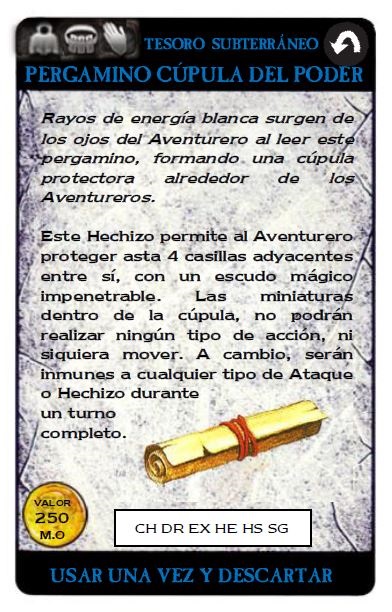 TESORO SUBTERRÁNEO
PERGAMINO CÚPULA DEL PODER
Rayos de energía blanca surgen de
los ojos del Aventurero al leer este
pergamino, formando una cúpula
protectora alrededor de los
Aventureros.
Este Hechizo permite al Aventurero
proteger asta 4 casillas adyacentes
entre sí, con un escudo mágico
impenetrable. Las miniaturas
dentro de la cúpula, no podrán
realizar ningún tipo de acción, ni
siquiera mover. A cambio, serán
inmunes a cualquier tipo de Ataque
o Hechizo durante
un turno
completo.
VALOR
250
M.O
CH DR EX HE HS SG
USAR UNA VEZ Y DESCARTAR